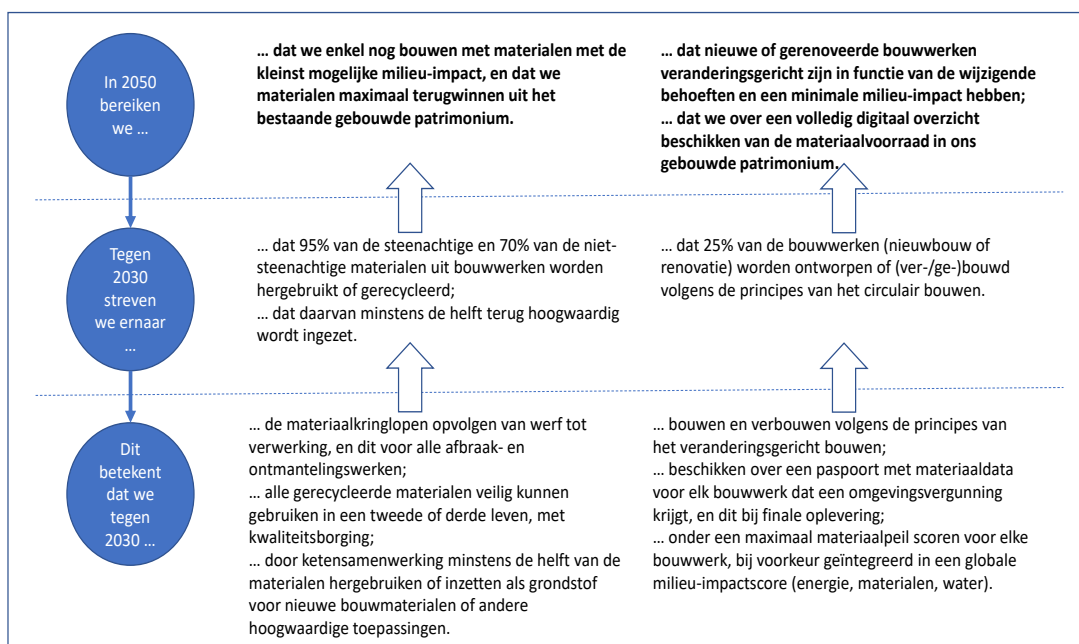 In 2050
bereiken
we …
… dat we enkel nog bouwen met materialen met de
kleinst mogelijke milieu-impact, en dat we
materialen maximaal terugwinnen uit het
bestaande gebouwde patrimonium.
… dat nieuwe of gerenoveerde bouwwerken
veranderingsgericht zijn in functie van de wijzigende
behoeften en een minimale milieu-impact hebben;
… dat we over een volledig digitaal overzicht
beschikken van de materiaalvoorraad in ons
gebouwde patrimonium.
Tegen
2030
streven
we ernaar
…
… dat 95% van de steenachtige en 70% van de niet-
steenachtige materialen uit bouwwerken worden
hergebruikt of gerecycleerd;
… dat daarvan minstens de helft terug hoogwaardig
wordt ingezet.
… dat 25% van de bouwwerken (nieuwbouw of
renovatie) worden ontworpen of (ver-/ge-)bouwd
volgens de principes van het circulair bouwen.
Dit
betekent
dat we
tegen
2030 …
… de materiaalkringlopen opvolgen van werf tot
verwerking, en dit voor alle afbraak- en
ontmantelingswerken;
… alle gerecycleerde materialen veilig kunnen
gebruiken in een tweede of derde leven, met
kwaliteitsborging;
… door ketensamenwerking minstens de helft van de
materialen hergebruiken of inzetten als grondstof
voor nieuwe bouwmaterialen of andere
hoogwaardige toepassingen.
… bouwen en verbouwen volgens de principes van
het veranderingsgericht bouwen;
… beschikken over een paspoort met materiaaldata
voor elk bouwwerk dat een omgevingsvergunning
krijgt, en dit bij finale oplevering;
… onder een maximaal materiaalpeil scoren voor elke
bouwwerk, bij voorkeur geïntegreerd in een globale
milieu-impactscore (energie, materialen, water).